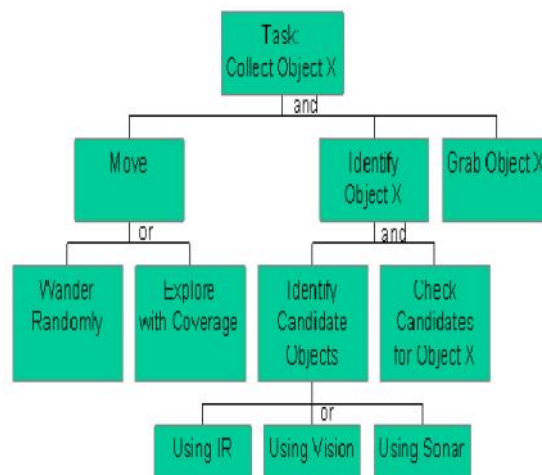 Task:
Collect Object X
and
Move
Identify
Object X
Grab Object X
or
and
Wander
Randomly
Explore
with Coverage
Identify
Candidate
Objects
Check
Candidates
for Object X
or
Using IR
Using Vision
Using Sonar